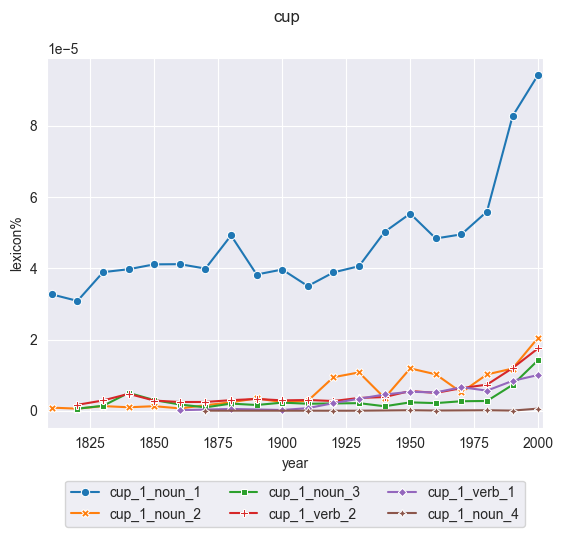 cup
1e−5
8
6
4
2
0
lexicon%
1825 1850 1875 1900 1925 1950 1975 2000
year
cup_1_noun_1 cup_1_noun_3 cup_1_verb_1
cup_1_noun_2 cup_1_verb_2 cup_1_noun_4